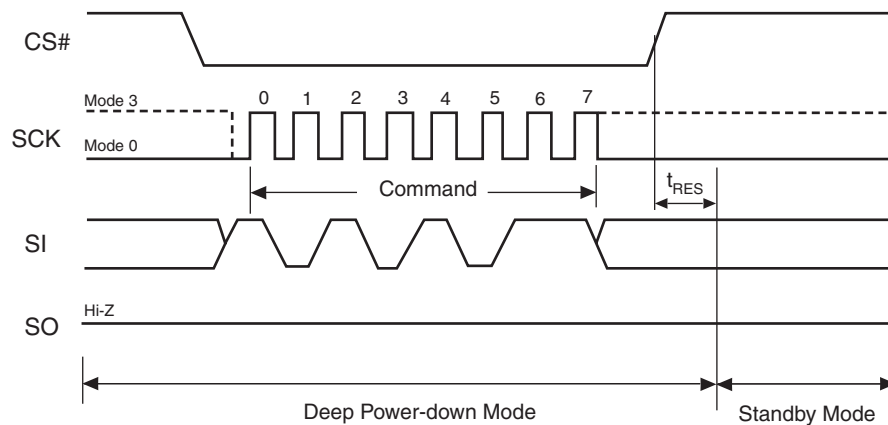 CS#
Mode 3
0 1 2 3 4 5 6 7
SCK
Mode 0
Command
tRES
SI
Hi-Z
SO
Deep Power-down Mode
Standby Mode